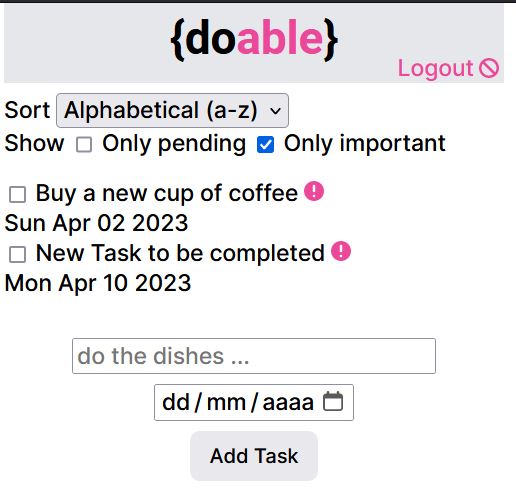 {doable}
Logout
Sort Alphabetical (a-z)
Show Only pending Only important
Buy a new cup of coffee
Sun Apr 02 2023
New Task to be completed
Mon Apr 10 2023
do the dishes ...
dd/mm/aaaa
Add Task